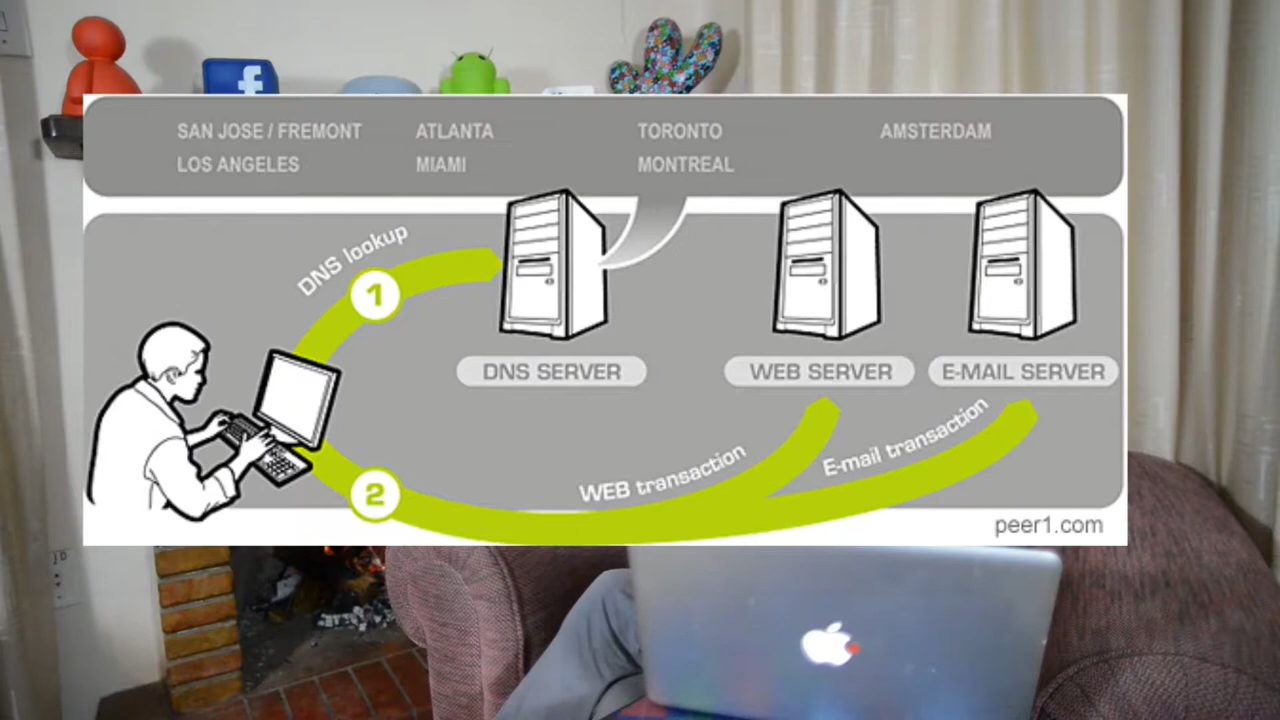 f
SAN JOSE / FREMONT ATLANTA TORONTO AMSTERDAM
LOS ANGELES MIAMI MONTREAL
DNS lookup
1
DNS SERVER
WEB SERVER
E-MAIL SERVER
2
WEB transaction
E-mail transaction
peer1.com